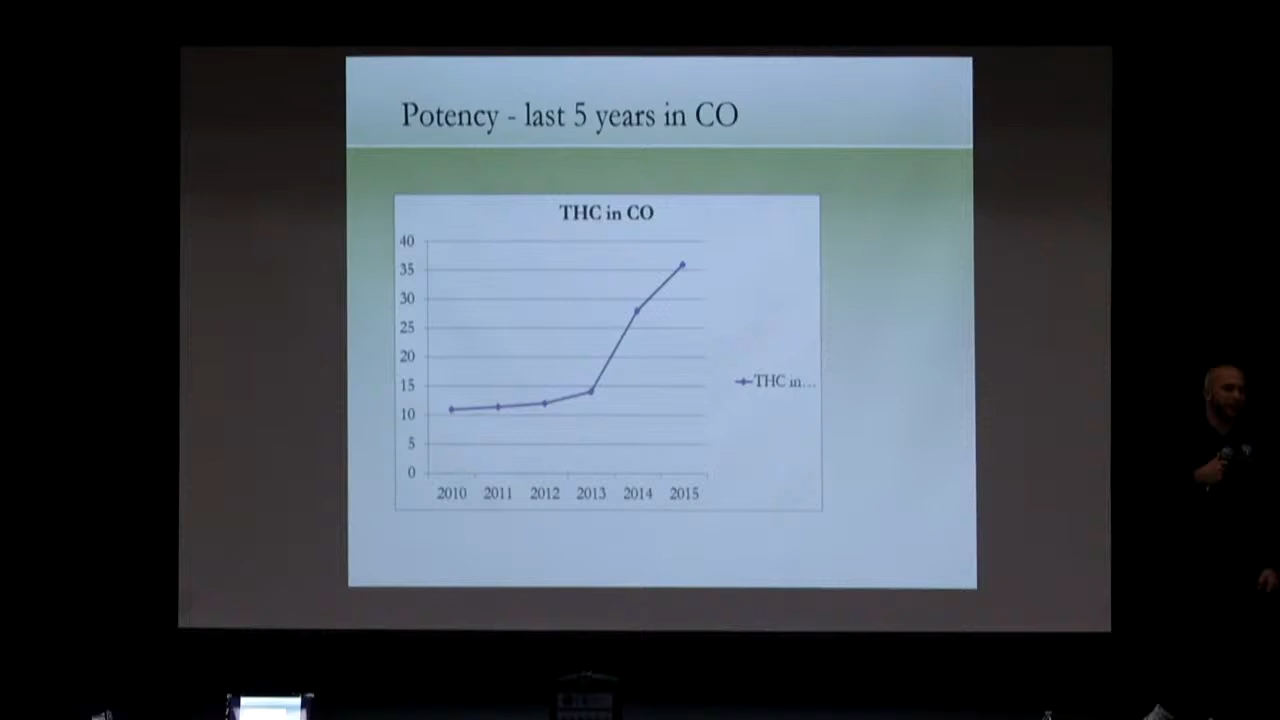 Potency - last 5 years in CO
THC in CO
40
35
30
25
20
15
10
5
0
2010 2011 2012 2013 2014 2015
THC in...